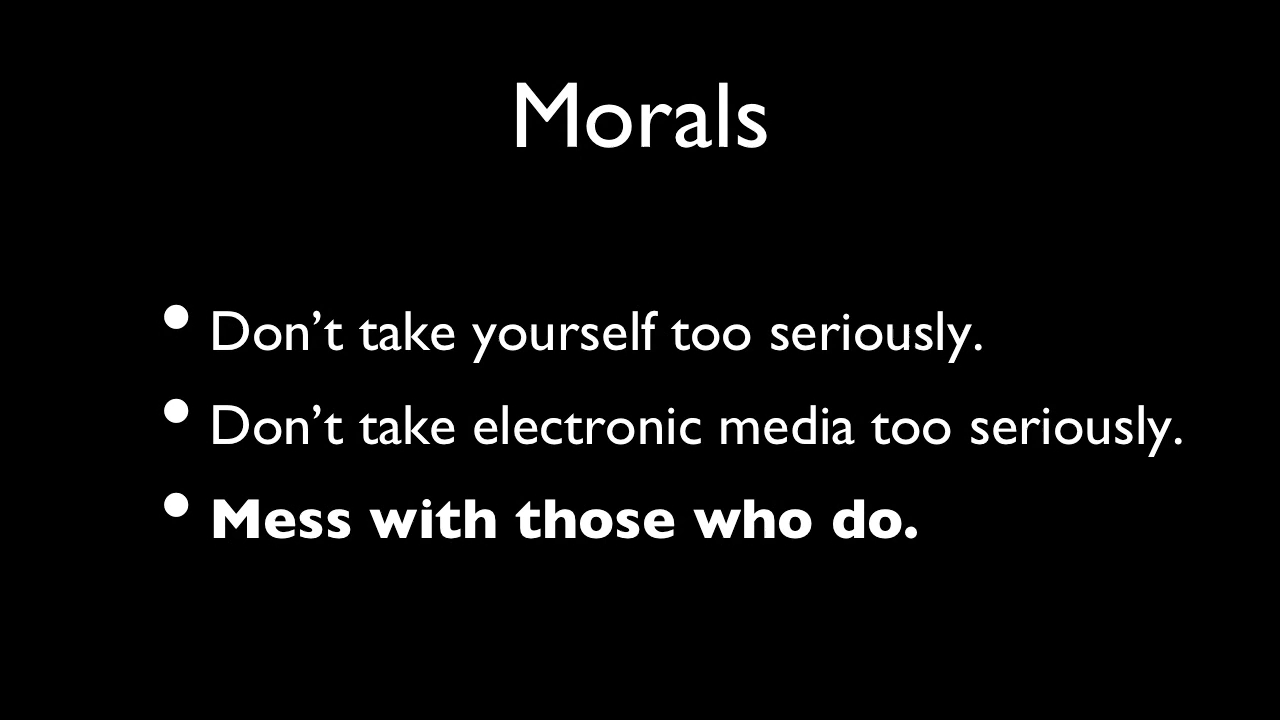 Morals
• Don’t take yourself too seriously.
• Don’t take electronic media too seriously.
• Mess with those who do.